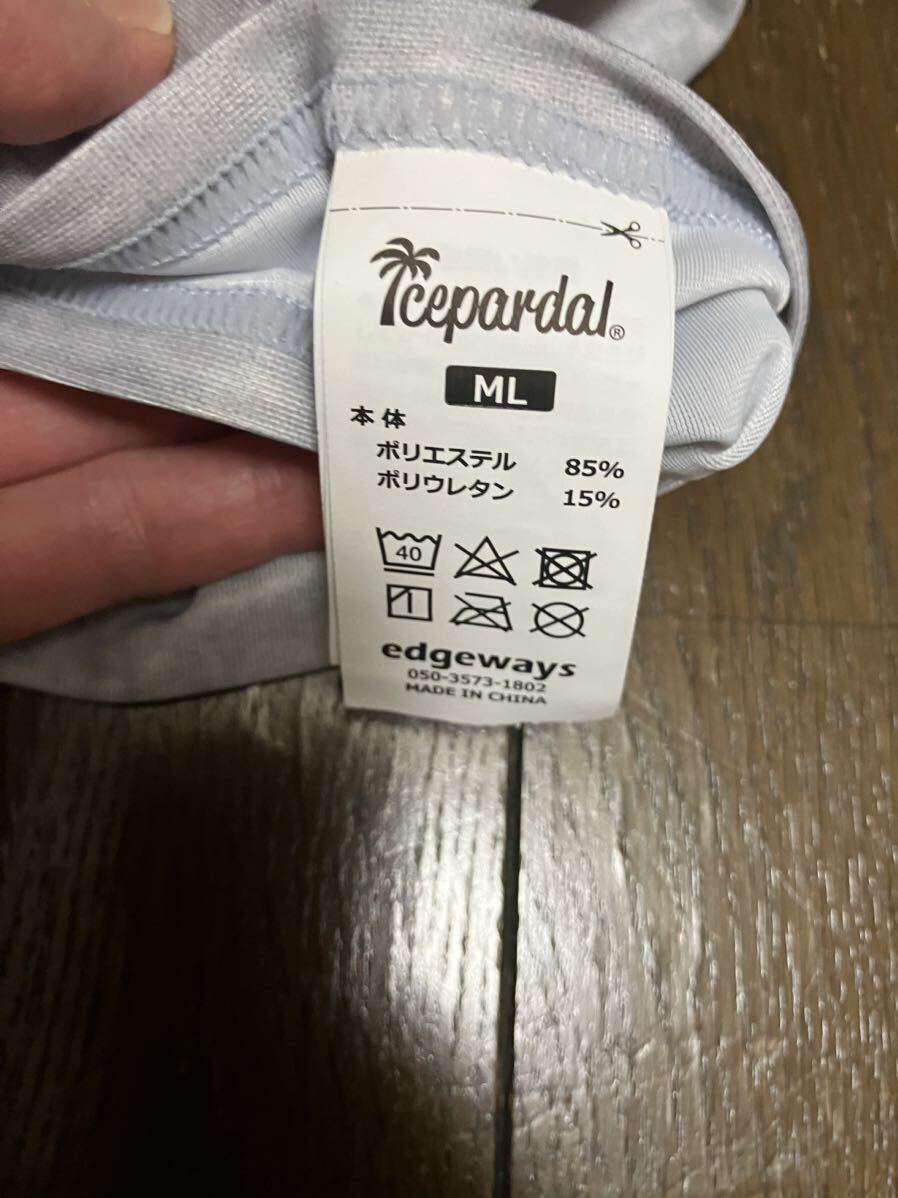 Icepardal®
ML
本体
ポリエステル 85%
ポリウレタン 15%
40
edgeways
050-3573-1802
MADE IN CHINA